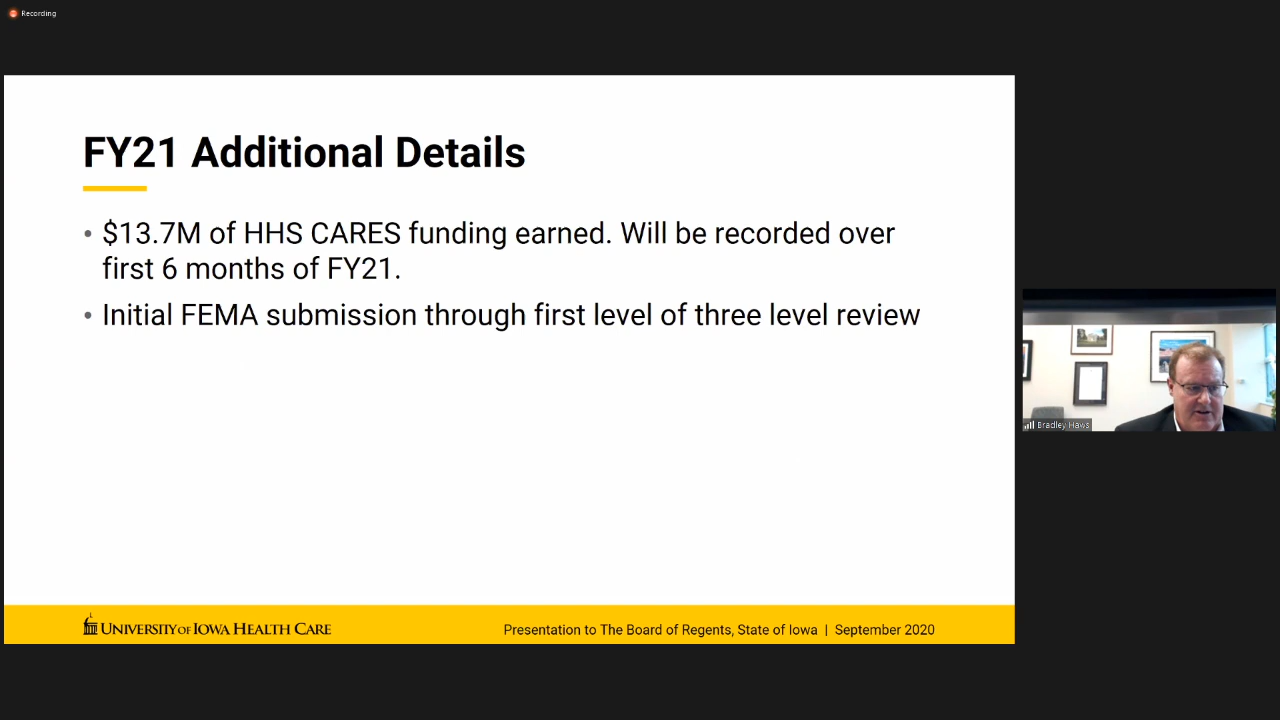 Recording
FY21 Additional Details
• $13.7M of HHS CARES funding earned. Will be recorded over
first 6 months of FY21.
• Initial FEMA submission through first level of three level review
Bradley Haws
UNIVERSITY OF IOWA HEALTH CARE
Presentation to The Board of Regents, State of Iowa | September 2020